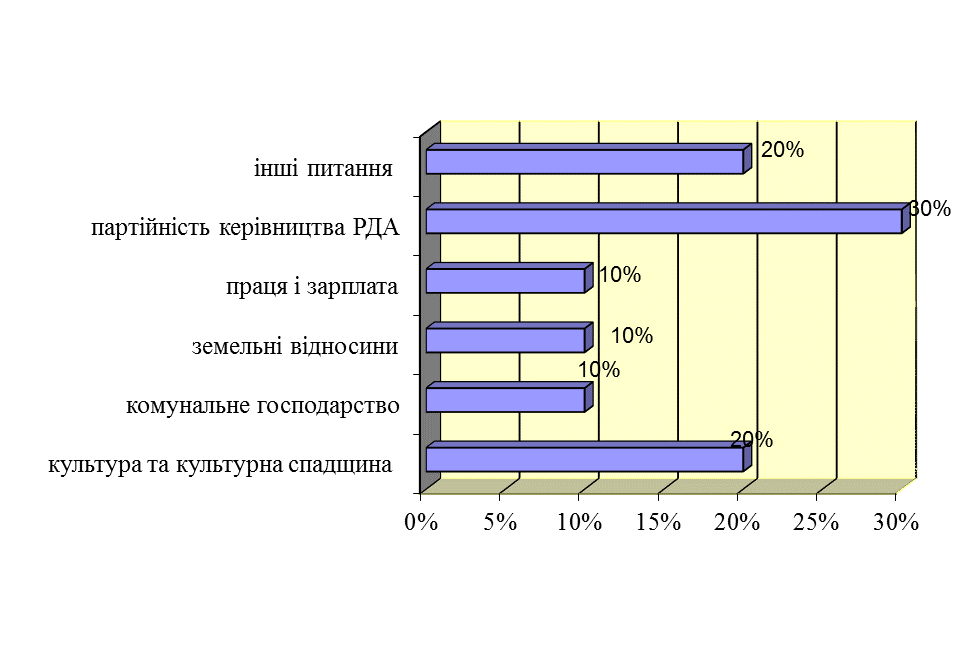 інші питання
20%
партійність керівництва РДА
30%
праця і зарплата
10%
земельні відносини
10%
комунальне господарство
10%
культура та культурна спадщина
20%
0% 5% 10% 15% 20% 25% 30%